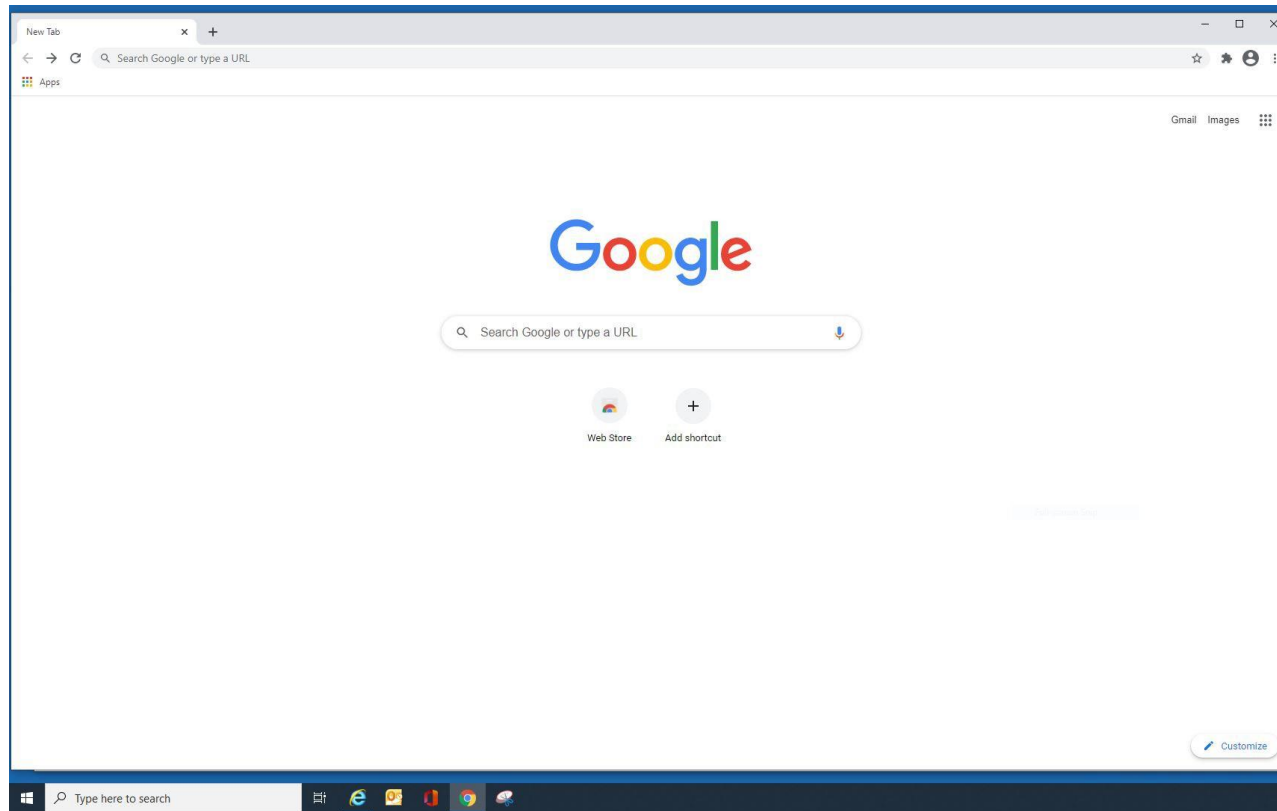 New Tab
Search Google or type a URL
Apps
Gmail Images
Google
Search Google or type a URL
Web Store Add shortcut
Customize
Type here to search